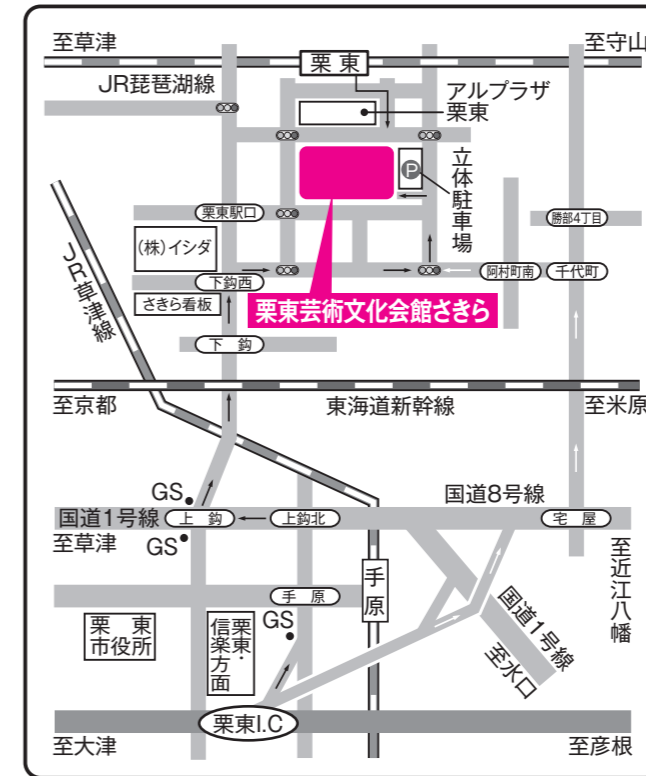 至草津
至守山
栗東
JR琵琶湖線
アルプラザ
栗東
P
立体駐車場
栗東駅口
勝部4丁目
(株)イシダ
下鈎西
阿村町南
千代町
さきら看板
栗東芸術文化会館さきら
JR草津線
下 鈎
至京都
東海道新幹線
至米原
国道8号線
GS
国道1号線
上 鈎
上鈎北
宅 屋
至草津
GS
至近江八幡
手原
手 原
国道1号線
至水口
栗東
市役所
栗東・
信楽方面
GS
栗東I.C
至大津
至彦根